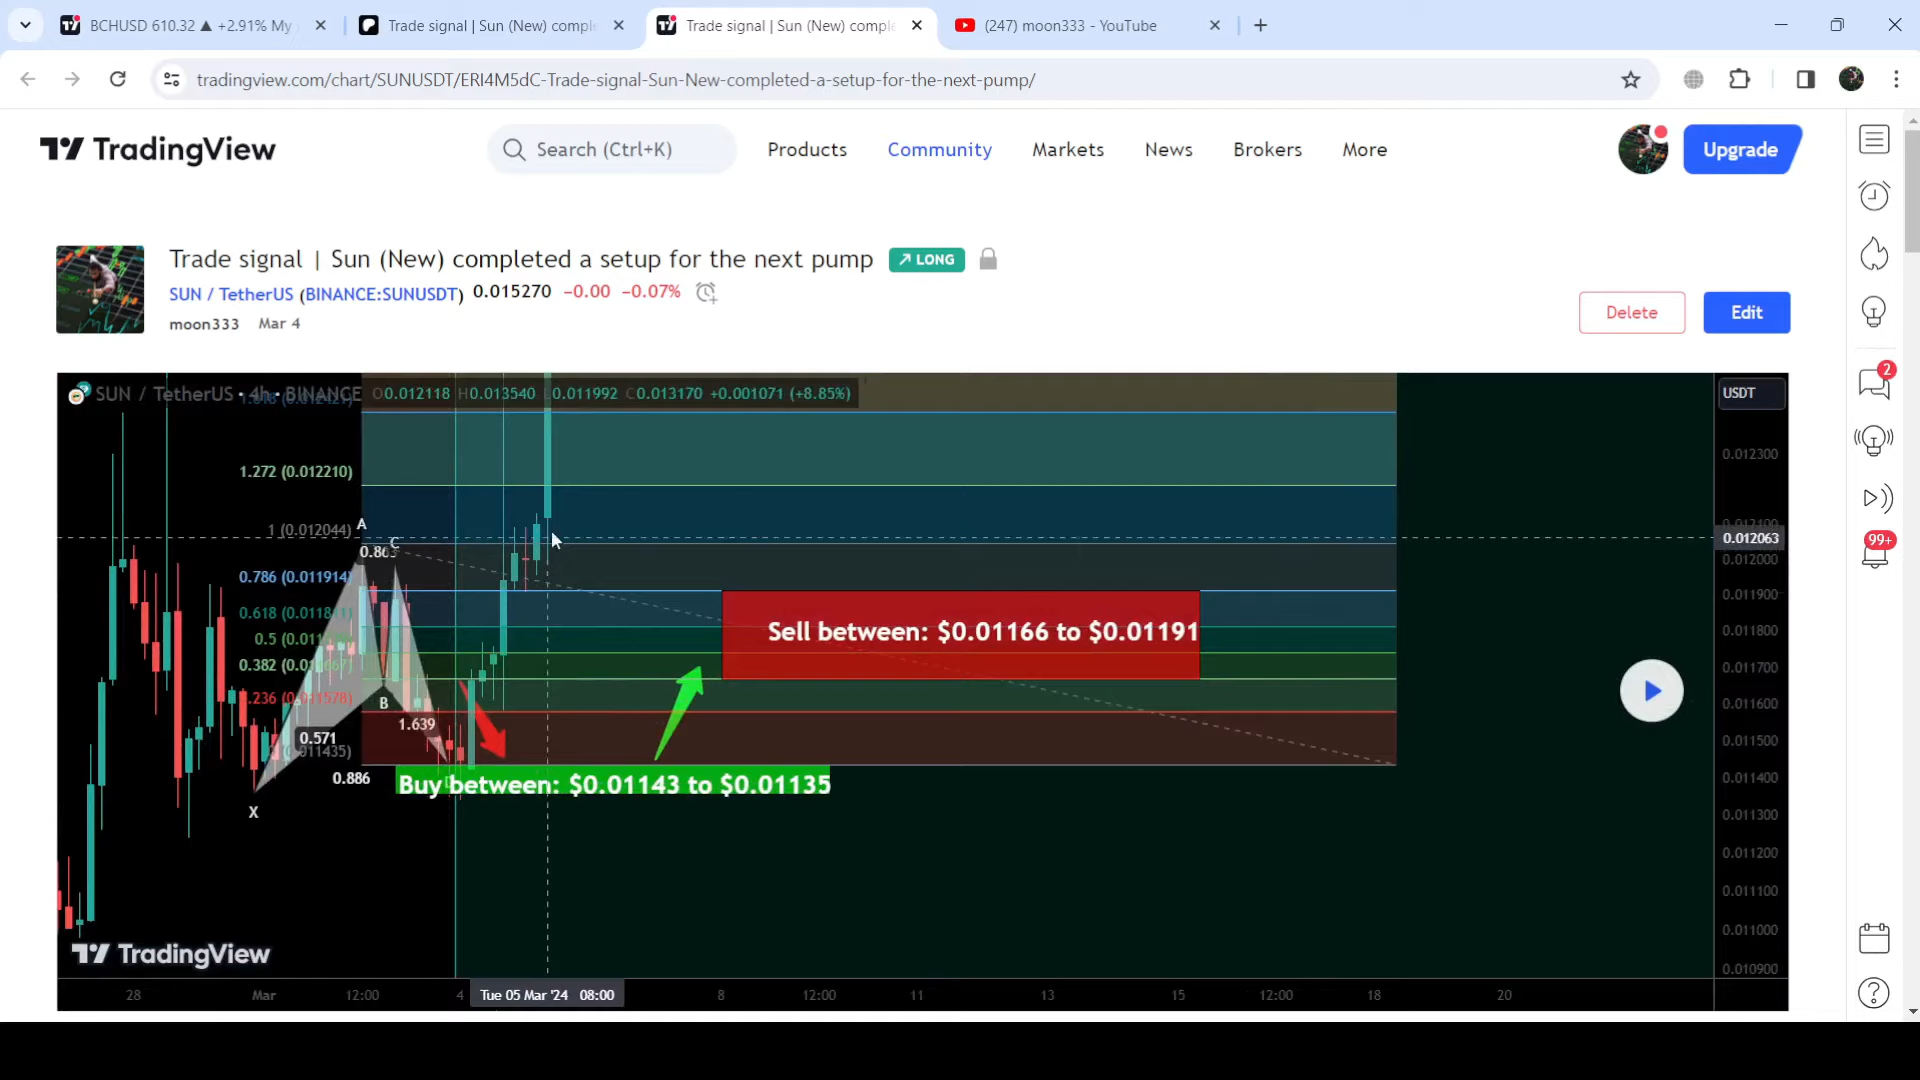 BCHUSD 610.32 ▲ +2.91% My
Trade signal | Sun (New) comple
Trade signal | Sun (New) comple
(247) moon333 - YouTube
tradingview.com/chart/SUNUSDT/ERI4M5dC-Trade-signal-Sun-New-completed-a-setup-for-the-next-pump/
TradingView
Search (Ctrl+K)
Products
Community
Markets
News
Brokers
More
Upgrade
Trade signal | Sun (New) completed a setup for the next pump
LONG
SUN / TetherUS (BINANCE:SUNUSDT) 0.015270 −0.00 −0.07%
moon333 Mar 4
Delete
Edit
SUN / TetherUS · 4h · BINANCE O0.012118 H0.013540 L0.011992 C0.013170 +0.001071 (+8.85%)
USDT
2
0.012300
1.272 (0.012210)
1 (0.012044)
A
C
0.012063
99+
0.012000
0.786 (0.011914)
0.011900
0.618 (0.011811)
0.011800
Sell between: $0.01166 to $0.01191
0.382
0.011700
B
0.011600
1.639
0.571
0.011500
0.886
0.011400
Buy between: $0.01143 to $0.01135
X
0.011300
0.011200
0.011100
0.011000
TradingView
0.010900
28 Mar 12:00 4 Tue 05 Mar '24 08:00 8 12:00 11 13 15 12:00 18 20